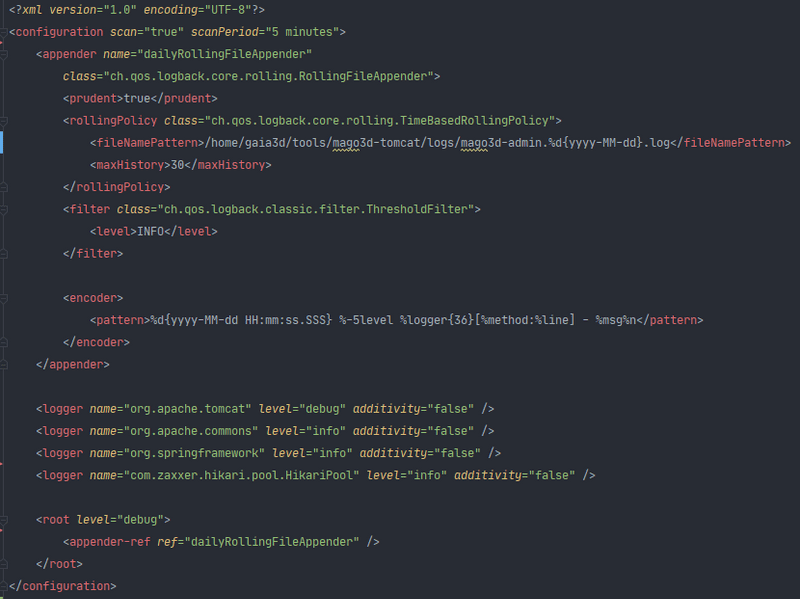 <?xml version="1.0" encoding="UTF-8"?>
<configuration scan="true" scanPeriod="5 minutes">
<appender name="dailyRollingFileAppender"
class="ch.qos.logback.core.rolling.RollingFileAppender">
<prudent>true</prudent>
<rollingPolicy class="ch.qos.logback.core.rolling.TimeBasedRollingPolicy">
<fileNamePattern>/home/gaia3d/tools/mago3d-tomcat/logs/mago3d-admin.%d{yyyy-MM-dd}.log</fileNamePattern>
<maxHistory>30</maxHistory>
</rollingPolicy>
<filter class="ch.qos.logback.classic.filter.ThresholdFilter">
<level>INFO</level>
</filter>
<encoder>
<pattern>%d{yyyy-MM-dd HH:mm:ss.SSS} %-5level %logger{36}[%method:%line] - %msg%n</pattern>
</encoder>
</appender>
<logger name="org.apache.tomcat" level="debug" additivity="false" />
<logger name="org.apache.commons" level="info" additivity="false" />
<logger name="org.springframework" level="info" additivity="false" />
<logger name="com.zaxxer.hikari.pool.HikariPool" level="info" additivity="false" />
<root level="debug">
<appender-ref ref="dailyRollingFileAppender" />
</root>
</configuration>